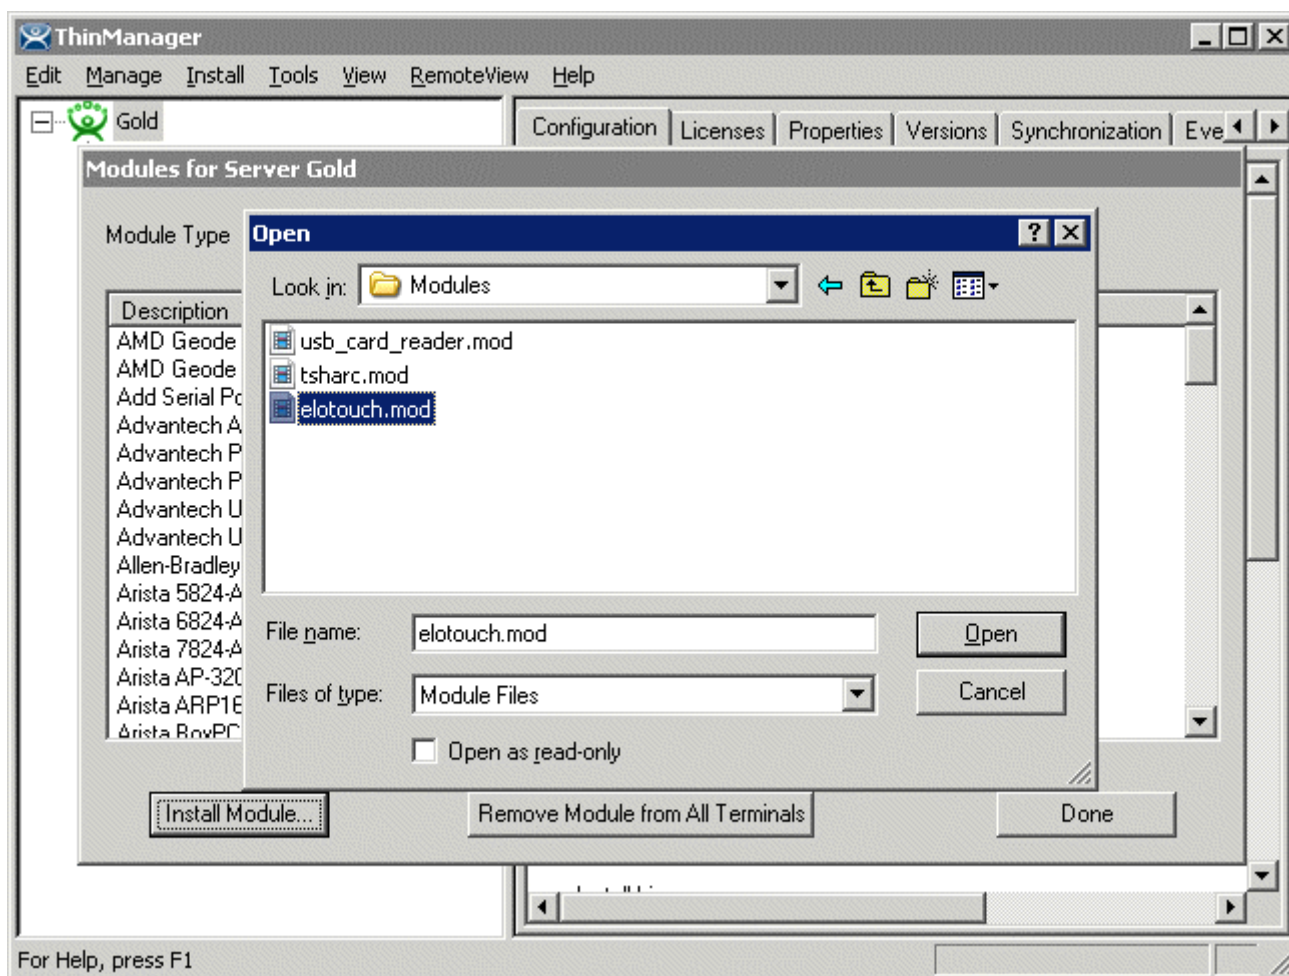 ThinManager
Edit Manage Install Tools View RemoteView Help
Gold
Configuration Licenses Properties Versions Synchronization Eve
Modules for Server Gold
Module Type
Open
Look in: Modules
Description
AMD Geode
AMD Geode
Add Serial Po
Advantech A
Advantech P
Advantech P
Advantech U
Advantech U
Allen-Bradley
Arista 5824-A
Arista 6824-A
Arista 7824-A
Arista AP-320
Arista ARP16
Arista BoxPC
usb_card_reader.mod
tsharc.mod
elotouch.mod
File name: elotouch.mod Open
Files of type: Module Files Cancel
Open as read-only
Install Module... Remove Module from All Terminals Done
For Help, press F1